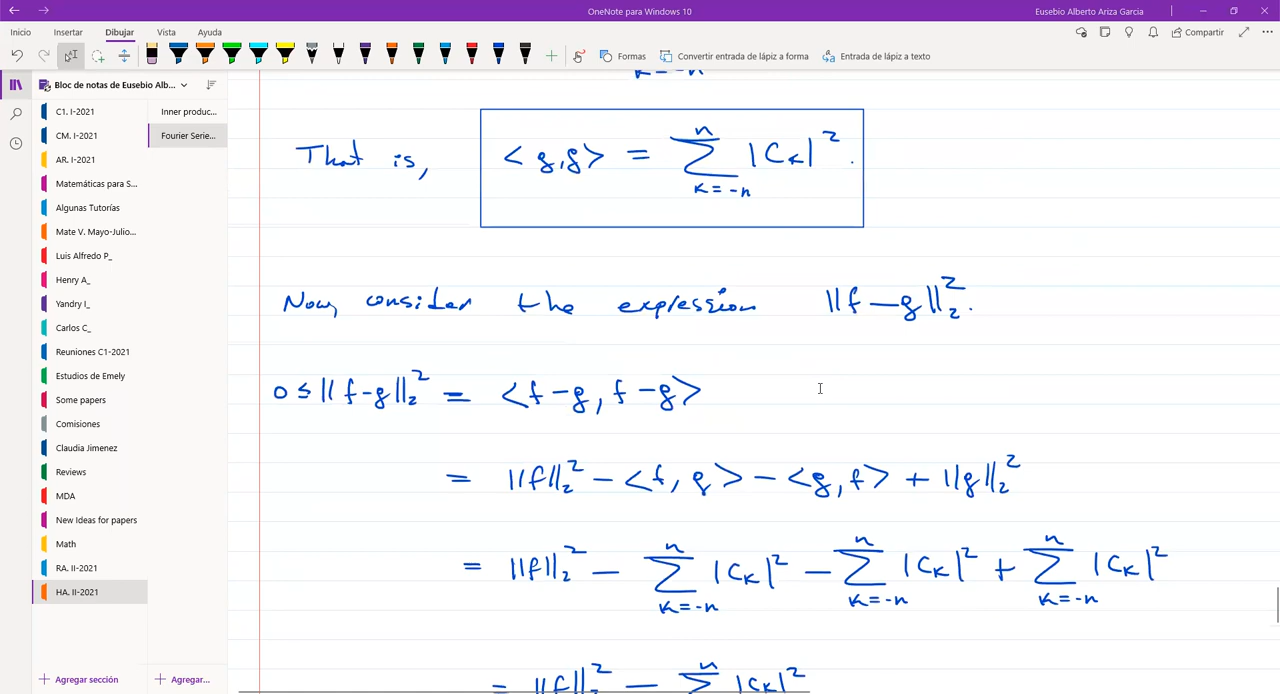 OneNote para Windows 10
Eusebio Alberto Ariza Garcia
Inicio Insertar Dibujar Vista Ayuda
Compartir
Formas Convertir entrada de lápiz a forma Entrada de lápiz a texto
Bloc de notas de Eusebio Alb...
C1. I-2021
CM. I-2021
AR. I-2021
Matemáticas para S...
Algunas Tutorías
Mate V. Mayo-Julio...
Luis Alfredo P_
Henry A_
Yandry I_
Carlos C_
Reuniones C1-2021
Estudios de Emely
Some papers
Comisiones
Claudia Jimenez
Reviews
MDA
New Ideas for papers
Math
RA. II-2021
HA. II-2021
Agregar sección
Inner produc...
Fourier Serie...
Agregar...
K=-n
That is, <g,g> = ∑_{K=-n}^{n} |C_K|^2.
Now, consider the expression ||f-g||_2^2.
0 ≤ ||f-g||_2^2 = <f-g, f-g>
= ||f||_2^2 - <f, g> - <g, f> + ||g||_2^2
= ||f||_2^2 - ∑_{K=-n}^{n} |C_K|^2 - ∑_{K=-n}^{n} |C_K|^2 + ∑_{K=-n}^{n} |C_K|^2
= ||f||_2^2 - ∑^{n} |C_K|^2